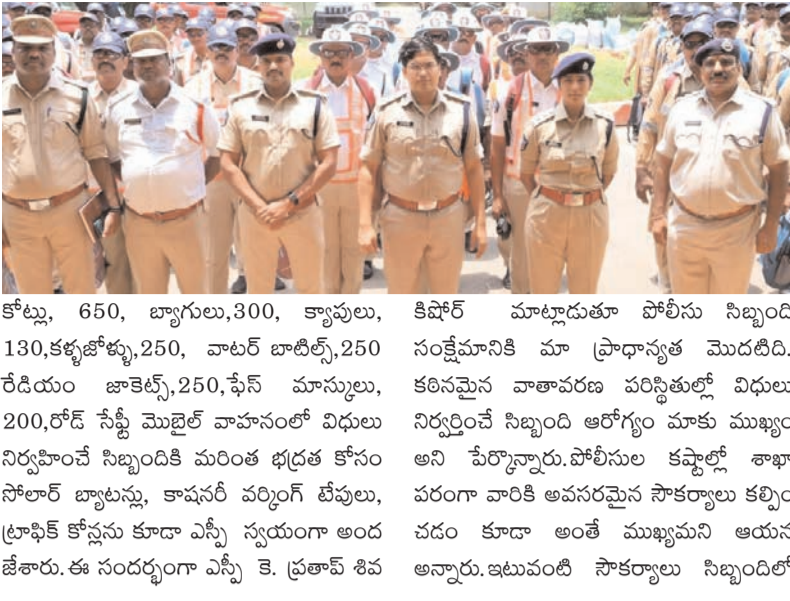 కోట్లు, 650, బ్యాగులు,300, క్యాపులు,
130,కళ్ళజోళ్ళు,250, వాటర్ బాటిల్స్,250
రేడియం జాకెట్స్,250,ఫేస్ మాస్కులు,
200,రోడ్ సేఫ్టీ మొబైల్ వాహనంలో విధులు
నిర్వహించే సిబ్బందికి మరింత భద్రత కోసం
సోలార్ బ్యాటన్లు, కాషనరీ వర్కింగ్ టేపులు,
ట్రాఫిక్ కోన్లను కూడా ఎస్పీ స్వయంగా అంద
జేశారు.ఈ సందర్భంగా ఎస్పీ కె. ప్రతాప్ శివ
కిషోర్ మాట్లాడుతూ పోలీసు సిబ్బంది
సంక్షేమానికి మా ప్రాధాన్యత మొదటిది.
కఠినమైన వాతావరణ పరిస్థితుల్లో విధులు
నిర్వర్తించే సిబ్బంది ఆరోగ్యం మాకు ముఖ్యం
అని పేర్కొన్నారు.పోలీసుల కష్టాల్లో శాఖా
పరంగా వారికి అవసరమైన సౌకర్యాలు కల్పిం
చడం కూడా అంతే ముఖ్యమని ఆయన
అన్నారు.ఇటువంటి సౌకర్యాలు సిబ్బందిలో